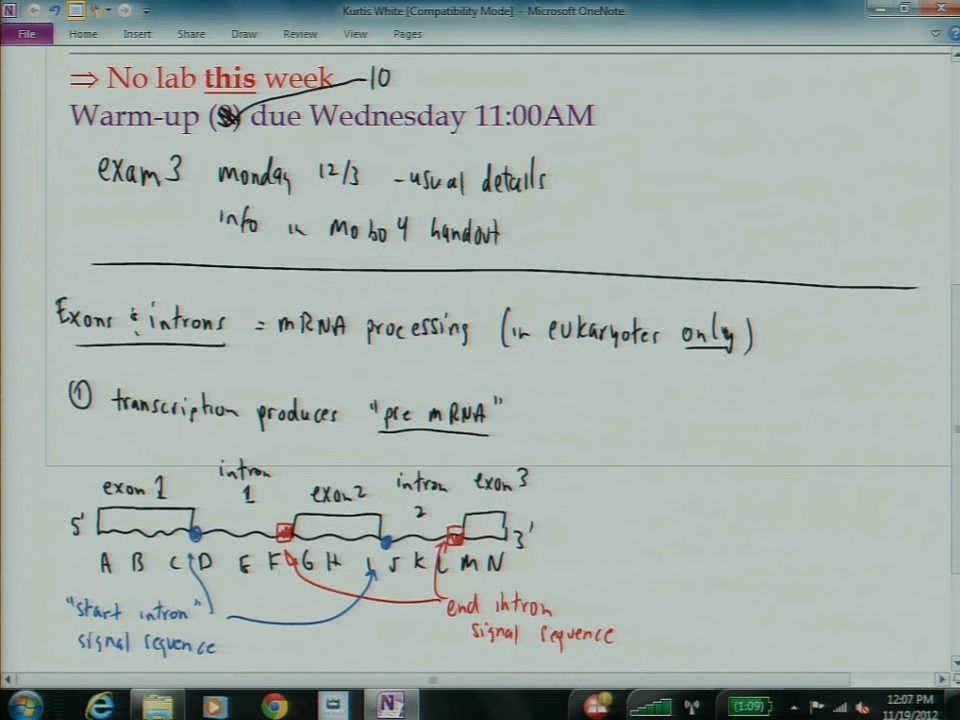 Kurtis White [Compatibility Mode] - Microsoft OneNote
File Home Insert Share Draw Review View Pages
⇒ No lab this week
10
Warm-up ( ) due Wednesday 11:00AM
exam 3 monday 12/3 - usual details
info in Mobo 4 handout
Exons & introns = mRNA processing (in eukaryotes only)
① transcription produces "pre mRNA"
exon 1 intron 1 exon 2 intron 2 exon 3
5' 3'
A B C D E F G H I J K L M N
"start intron" signal sequence
end intron signal sequence
(1:09)
12:07 PM
11/19/2012